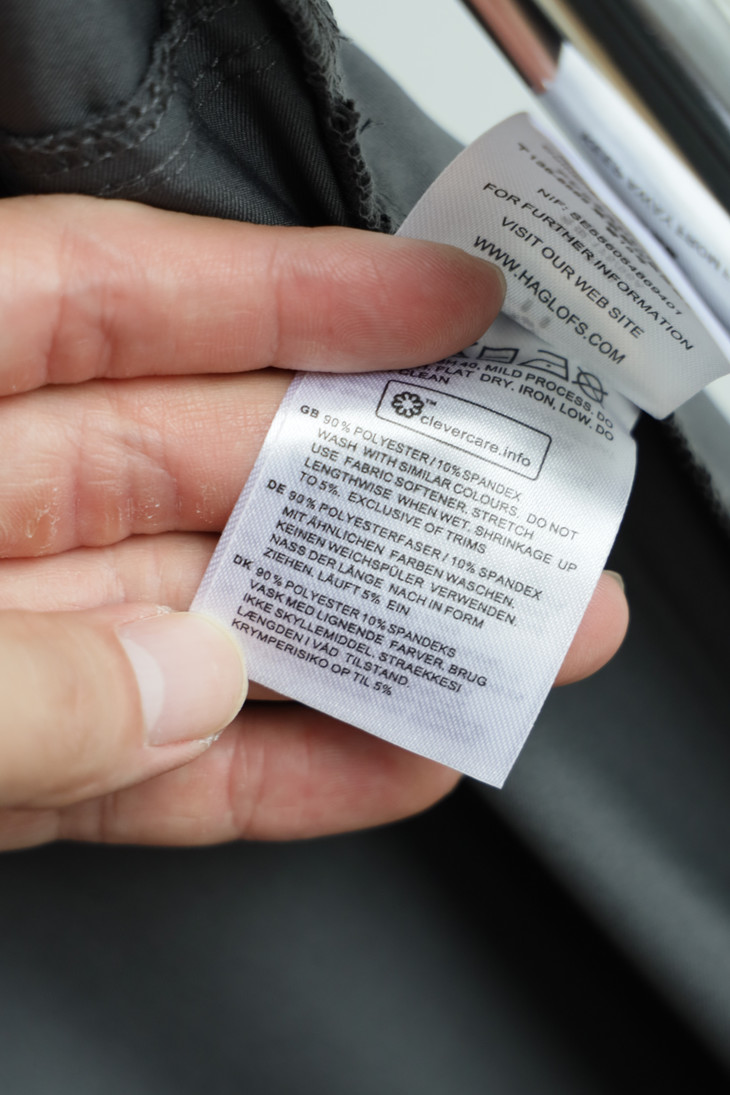 NIF: SE556054869401
FOR FURTHER INFORMATION
VISIT OUR WEB SITE
WWW.HAGLOFS.COM
40, MILD PROCESS, DO
FLAT DRY. IRON, LOW. DO
CLEAN
™
clevercare.info
GB 90% POLYESTER / 10% SPANDEX
WASH WITH SIMILAR COLOURS, DO NOT
USE FABRIC SOFTENER, STRETCH
LENGTHWISE WHEN WET. SHRINKAGE UP
TO 5%, EXCLUSIVE OF TRIMS
DE 90% POLYESTERFASER / 10% SPANDEX
MIT ÄHNLICHEN FARBEN WASCHEN.
KEINEN WEICHSPÜLER VERWENDEN.
NASS DER LÄNGE NACH IN FORM
ZIEHEN, LÄUFT 5% EIN
DK 90% POLYESTER 10% SPANDEKS
VASK MED LIGNENDE FARVER, BRUG
IKKE SKYLLEMIDDEL. STRAEKKESI
LÆNGDEN I VÅD TILSTAND.
KRYMPERISIKO OP TIL 5%